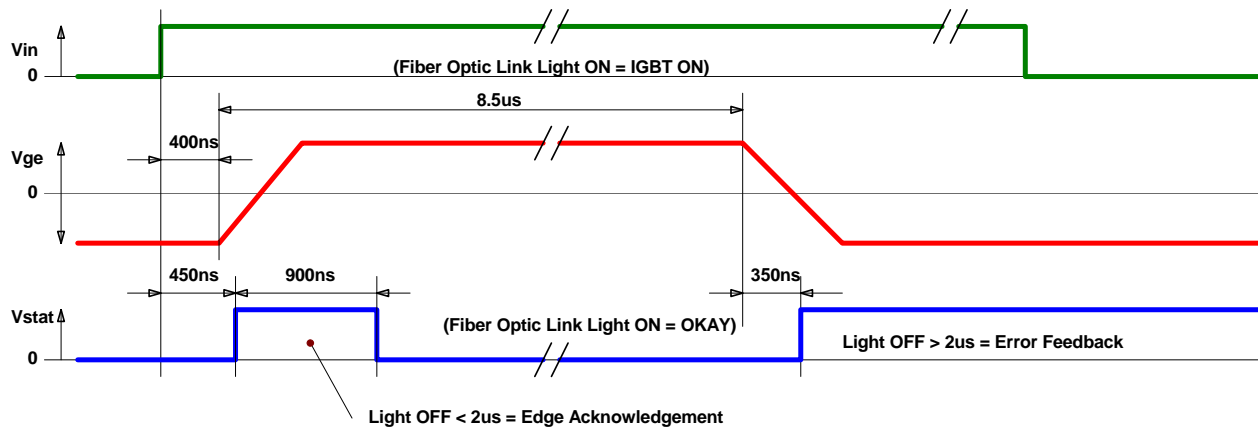 Vin
0
(Fiber Optic Link Light ON = IGBT ON)
8.5us
400ns
Vge
0
450ns
900ns
350ns
Vstat
(Fiber Optic Link Light ON = OKAY)
0
Light OFF > 2us = Error Feedback
Light OFF < 2us = Edge Acknowledgement